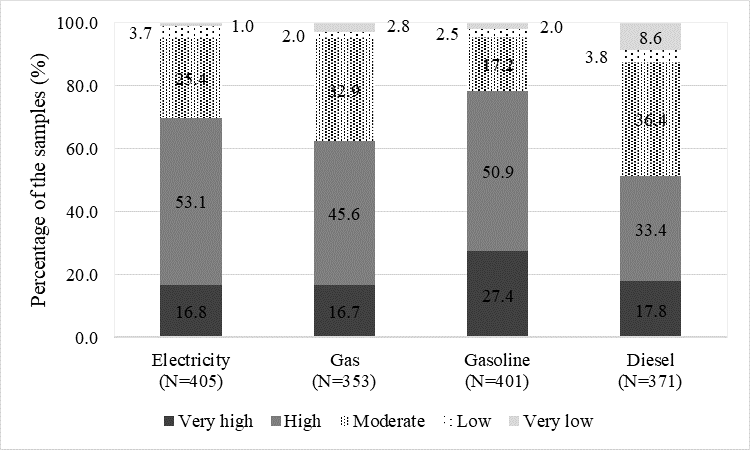 Percentage of the samples (%)
100.0
80.0
60.0
40.0
20.0
0.0
3.7 1.0 2.0 2.8 2.5 2.0 3.8 8.6
25.4 32.9 17.2 36.4
53.1 45.6 50.9 33.4
16.8 16.7 27.4 17.8
Electricity Gas Gasoline Diesel
(N=405) (N=353) (N=401) (N=371)
Very high High Moderate Low Very low